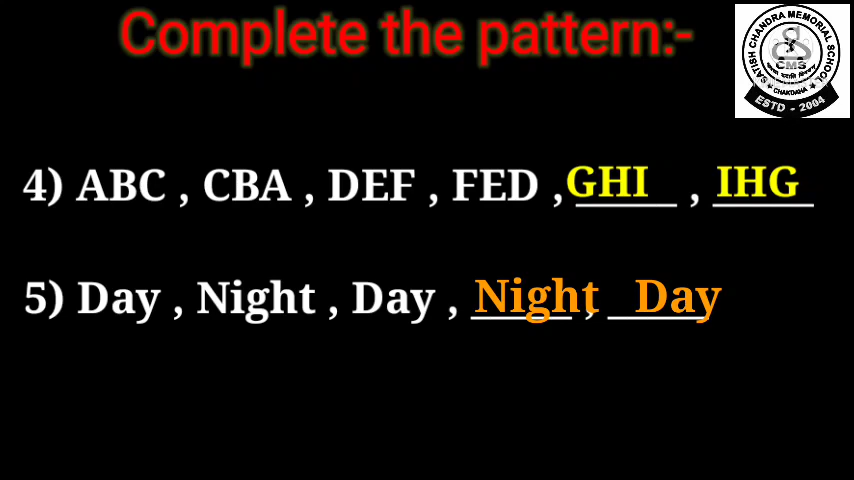 Complete the pattern:-
SATISH CHANDRA MEMORIAL SCHOOL
CMS
CHAKDAHA
ESTD - 2004
4) ABC , CBA , DEF , FED , GHI , IHG
5) Day , Night , Day , Night , Day